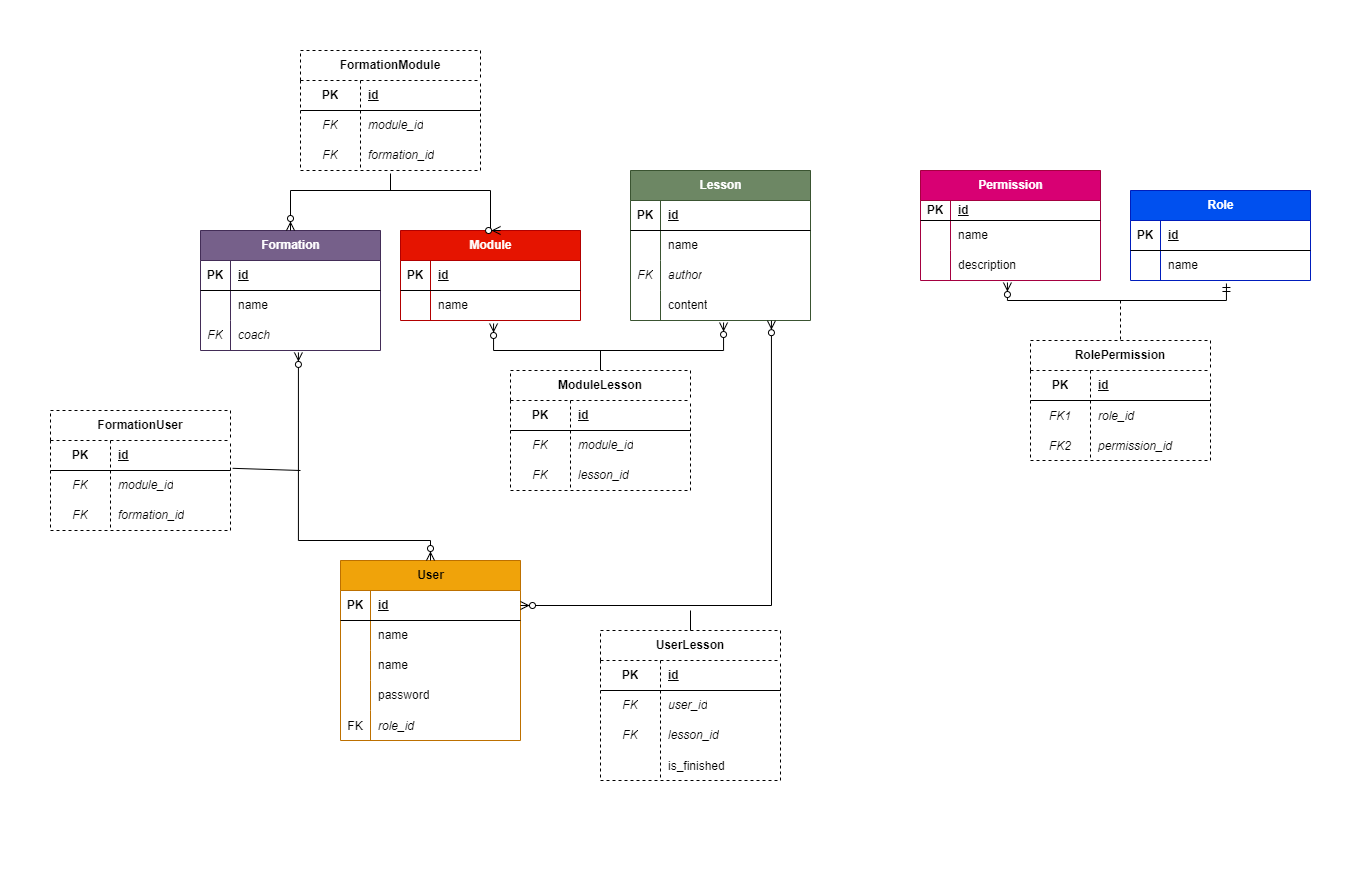 FormationModule
PK id
FK module_id
FK formation_id
Formation
PK id
name
FK coach
Module
PK id
name
Lesson
PK id
name
FK author
content
Permission
PK id
name
description
Role
PK id
name
RolePermission
PK id
FK1 role_id
FK2 permission_id
ModuleLesson
PK id
FK module_id
FK lesson_id
FormationUser
PK id
FK module_id
FK formation_id
User
PK id
name
name
password
FK role_id
UserLesson
PK id
FK user_id
FK lesson_id
is_finished